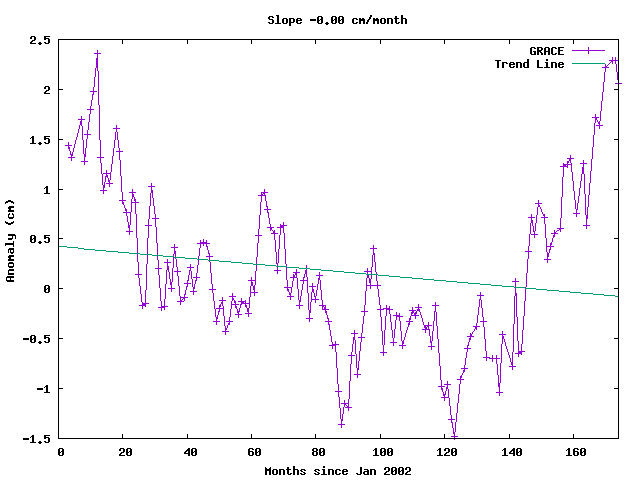 Slope -0.00 cm/month
GRACE
Trend Line
2.5
2
1.5
1
0.5
0
-0.5
-1
-1.5
Anomaly (cm)
0 20 40 60 80 100 120 140 160
Months since Jan 2002